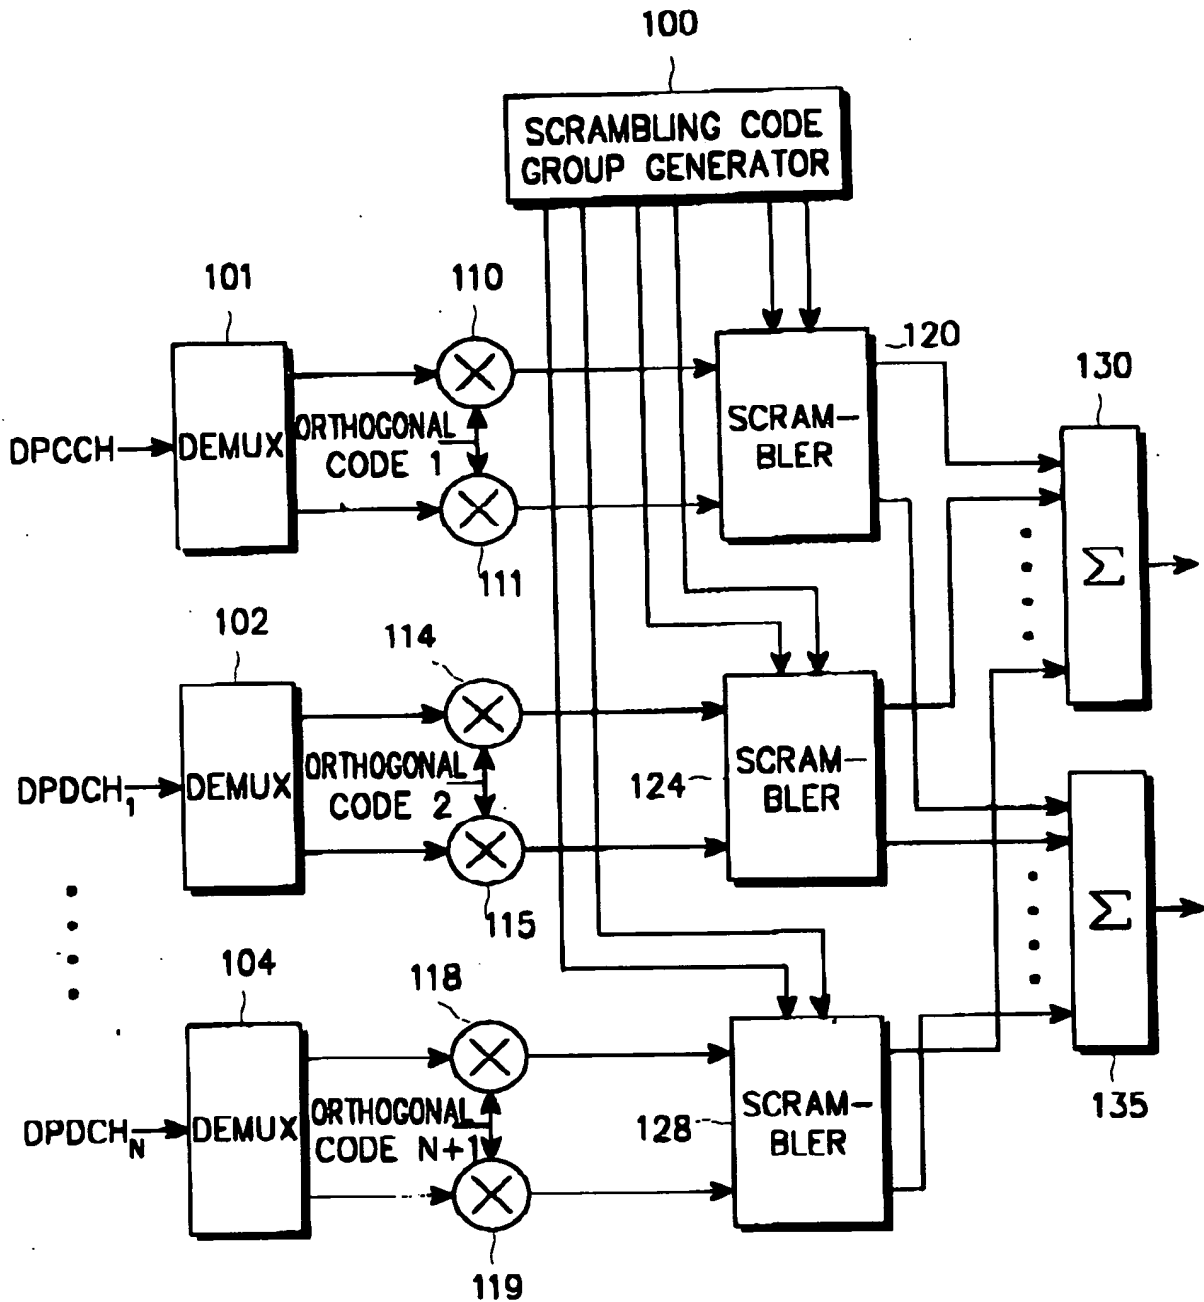 100
SCRAMBLING CODE
GROUP GENERATOR
101
110
120
130
DPCCH
DEMUX
ORTHOGONAL
CODE 1
SCRAM-
BLER
Σ
111
102
114
DPDCH1
DEMUX
ORTHOGONAL
CODE 2
124
SCRAM-
BLER
115
Σ
104
118
DPDCHN
DEMUX
ORTHOGONAL
CODE N+1
128
SCRAM-
BLER
135
119